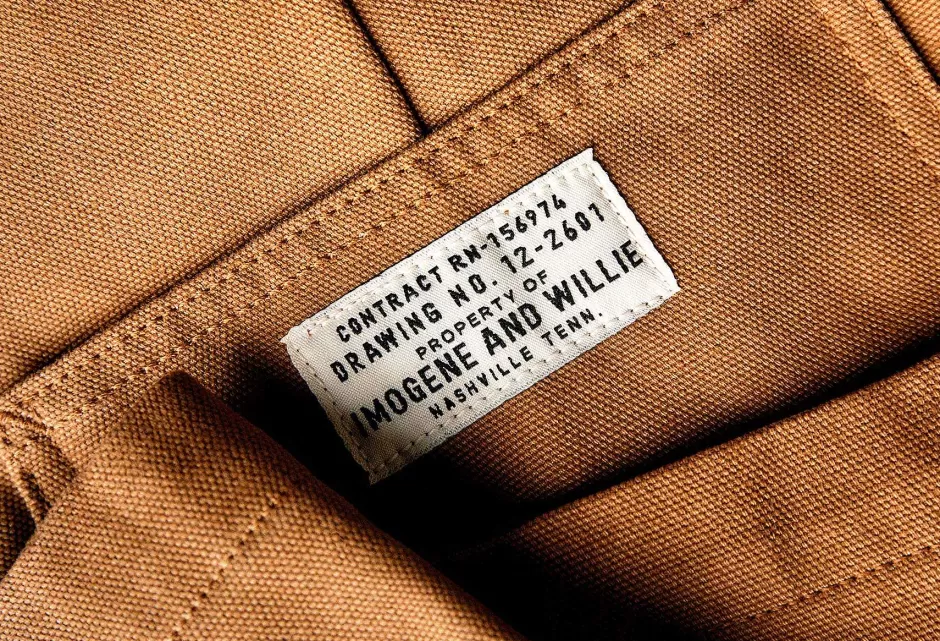 CONTRACT RN-156974
DRAWING NO. 12-2601
PROPERTY OF
IMOGENE AND WILLIE
NASHVILLE TENN.